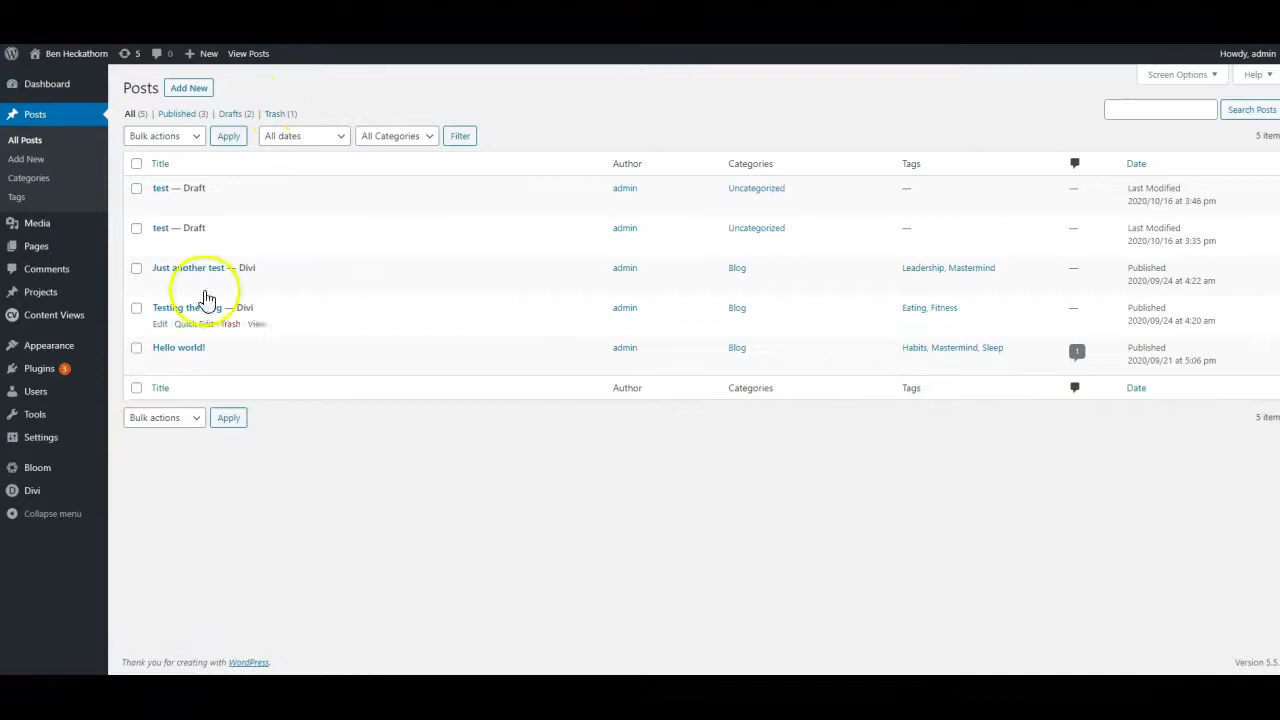 Ben Heckathorn 5 0 New View Posts Howdy, admin
Dashboard
Posts
All Posts
Add New
Categories
Tags
Media
Pages
Comments
Projects
Content Views
Appearance
Plugins 3
Users
Tools
Settings
Bloom
Divi
Collapse menu
Screen Options Help
Posts Add New
All (5) | Published (3) | Drafts (2) | Trash (1)
Search Posts
Bulk actions Apply All dates All Categories Filter
Title Author Categories Tags Date
test — Draft admin Uncategorized — — Last Modified
2020/10/16 at 3:46 pm
test — Draft admin Uncategorized — — Last Modified
2020/10/16 at 3:35 pm
Just another test — Divi admin Blog Leadership, Mastermind — Published
2020/09/24 at 4:22 am
Testing the — Divi admin Blog Eating, Fitness — Published
Edit | Quick Edit Trash View 2020/09/24 at 4:20 am
Hello world! admin Blog Habits, Mastermind, Sleep 1 Published
2020/09/21 at 5:06 pm
Title Author Categories Tags Date
Bulk actions Apply 5 item
Thank you for creating with WordPress. Version 5.5.